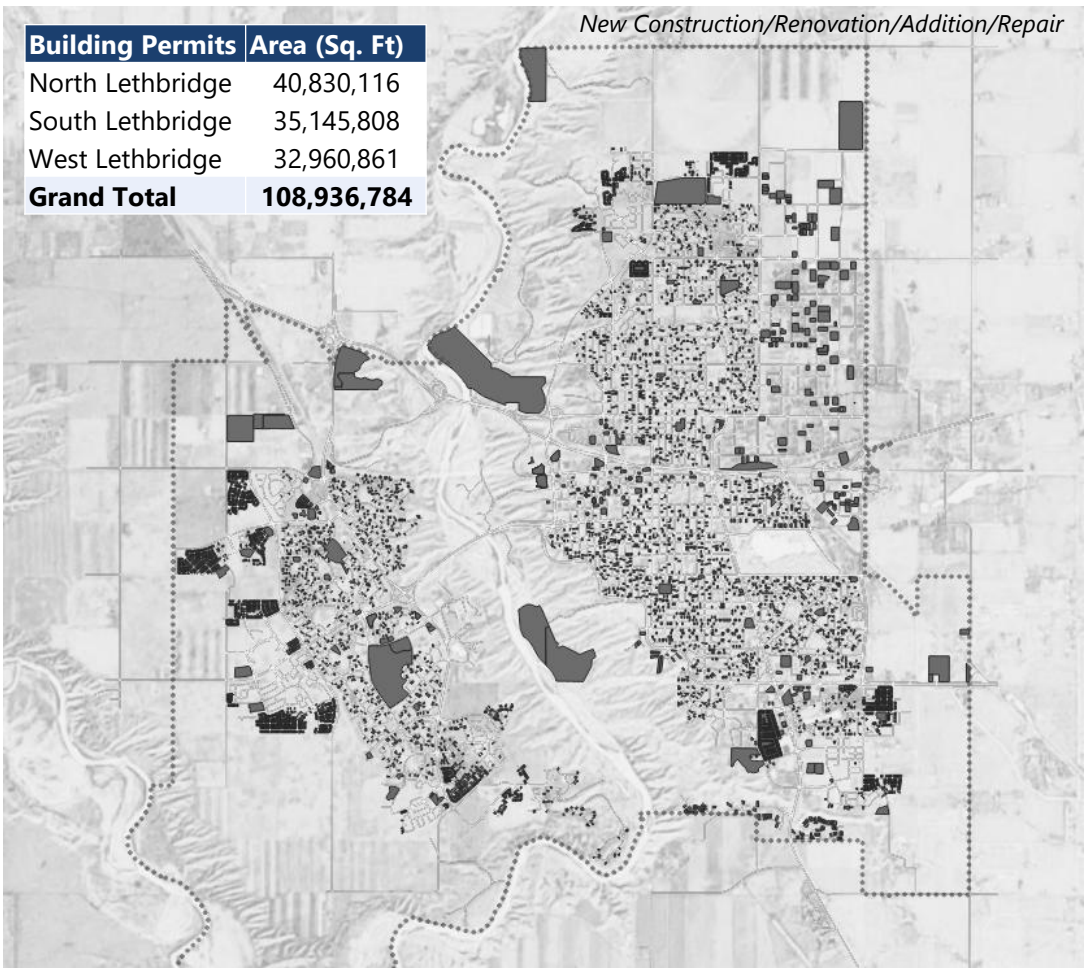 New Construction/Renovation/Addition/Repair
Building Permits Area (Sq. Ft)
North Lethbridge 40,830,116
South Lethbridge 35,145,808
West Lethbridge 32,960,861
Grand Total 108,936,784